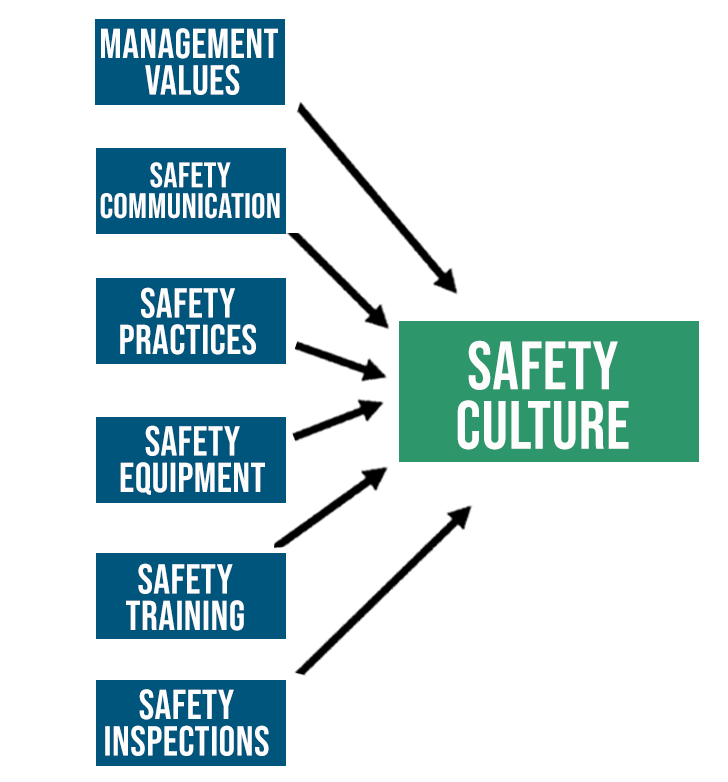 MANAGEMENT
VALUES
SAFETY
COMMUNICATION
SAFETY
PRACTICES
SAFETY
EQUIPMENT
SAFETY
TRAINING
SAFETY
INSPECTIONS
SAFETY
CULTURE